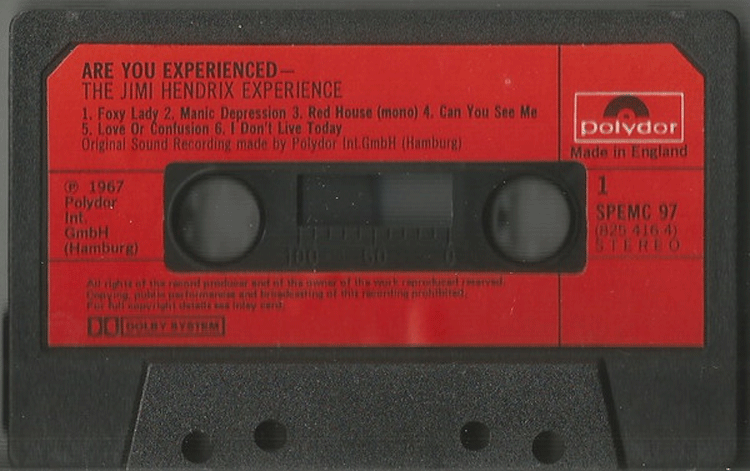 ARE YOU EXPERIENCED—
THE JIMI HENDRIX EXPERIENCE
1. Foxy Lady 2. Manic Depression 3. Red House (mono) 4. Can You See Me
5. Love Or Confusion 6. I Don't Live Today
Original Sound Recording made by Polydor Int.GmbH (Hamburg)
polydor
Made in England
℗ 1967
Polydor
Int.
GmbH
(Hamburg)
100 50 0
1
SPEMC 97
(825 416 4)
STEREO
All rights of the record producer and of the owner of the work reproduced reserved.
Copying, public performances and broadcasting of this recording prohibited.
For full copyright details see inlay card.
DOLBY SYSTEM